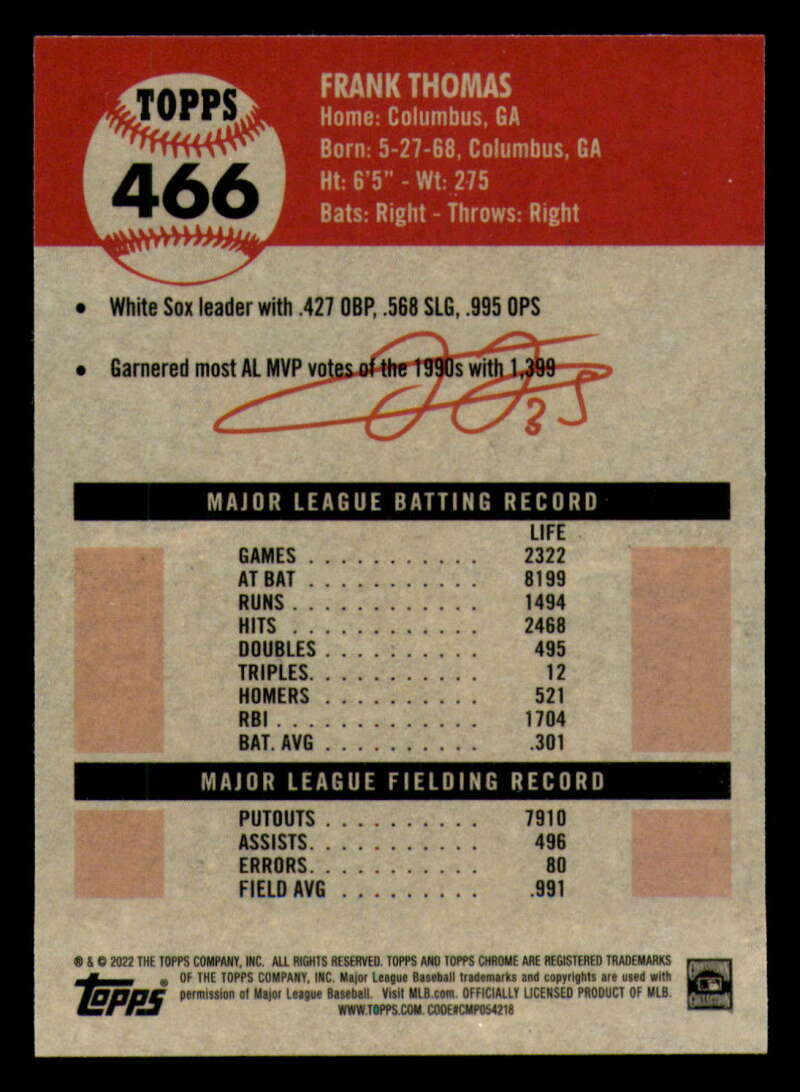 TOPPS
466
FRANK THOMAS
Home: Columbus, GA
Born: 5-27-68, Columbus, GA
Ht: 6'5" - Wt: 275
Bats: Right - Throws: Right
• White Sox leader with .427 OBP, .568 SLG, .995 OPS
• Garnered most AL MVP votes of the 1990s with 1,399
35
MAJOR LEAGUE BATTING RECORD
LIFE
GAMES . . . . . . . . . . . 2322
AT BAT . . . . . . . . . . . 8199
RUNS . . . . . . . . . . . . 1494
HITS . . . . . . . . . . . . 2468
DOUBLES . . . . . . . . . . 495
TRIPLES. . . . . . . . . . . 12
HOMERS . . . . . . . . . . 521
RBI . . . . . . . . . . . . . 1704
BAT. AVG . . . . . . . . . . .301
MAJOR LEAGUE FIELDING RECORD
PUTOUTS . . . . . . . . . . 7910
ASSISTS. . . . . . . . . . . 496
ERRORS. . . . . . . . . . . 80
FIELD AVG . . . . . . . . . .991
® & © 2022 THE TOPPS COMPANY, INC. ALL RIGHTS RESERVED. TOPPS AND TOPPS CHROME ARE REGISTERED TRADEMARKS
OF THE TOPPS COMPANY, INC. Major League Baseball trademarks and copyrights are used with
permission of Major League Baseball. Visit MLB.com. OFFICIALLY LICENSED PRODUCT OF MLB.
WWW.TOPPS.COM. CODE#CMP054218
Topps®
COLLECTION